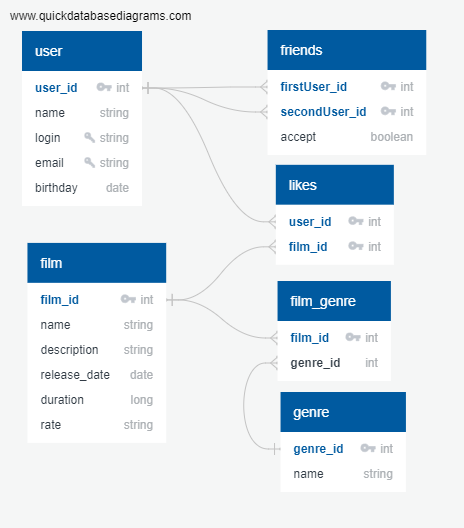 www.quickdatabasediagrams.com
user
user_id int
name string
login string
email string
birthday date
friends
firstUser_id int
secondUser_id int
accept boolean
likes
user_id int
film_id int
film
film_id int
name string
description string
release_date date
duration long
rate string
film_genre
film_id int
genre_id int
genre
genre_id int
name string